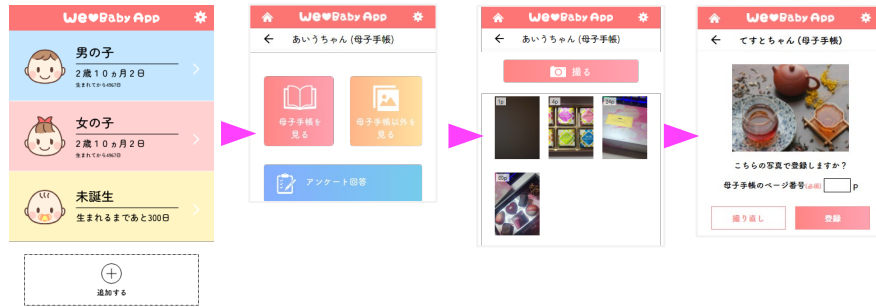 We♥Baby App
男の子
2歳10ヵ月2日
生まれてから4967日
女の子
2歳10ヵ月2日
生まれてから4967日
未誕生
生まれるまであと300日
追加する
We♥Baby App
あいうちゃん (母子手帳)
母子手帳を
見る
母子手帳以外を
見る
アンケート回答
We♥Baby App
あいうちゃん (母子手帳)
撮る
1p
4p
24p
30p
We♥Baby App
てすとちゃん (母子手帳)
こちらの写真で登録しますか？
母子手帳のページ番号(必須) p
撮り直し
登録